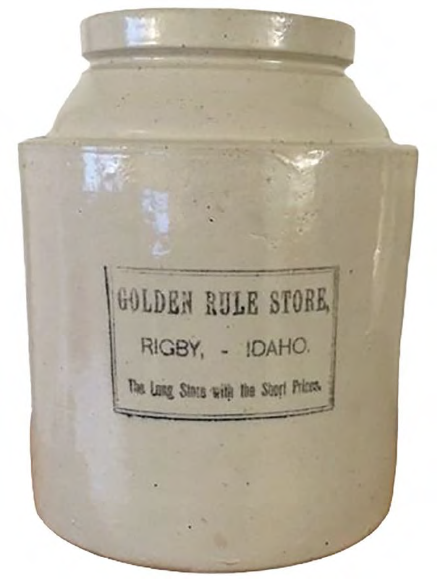 GOLDEN RULE STORE,
RIGBY, - IDAHO.
The Long Store with the Short Prices.